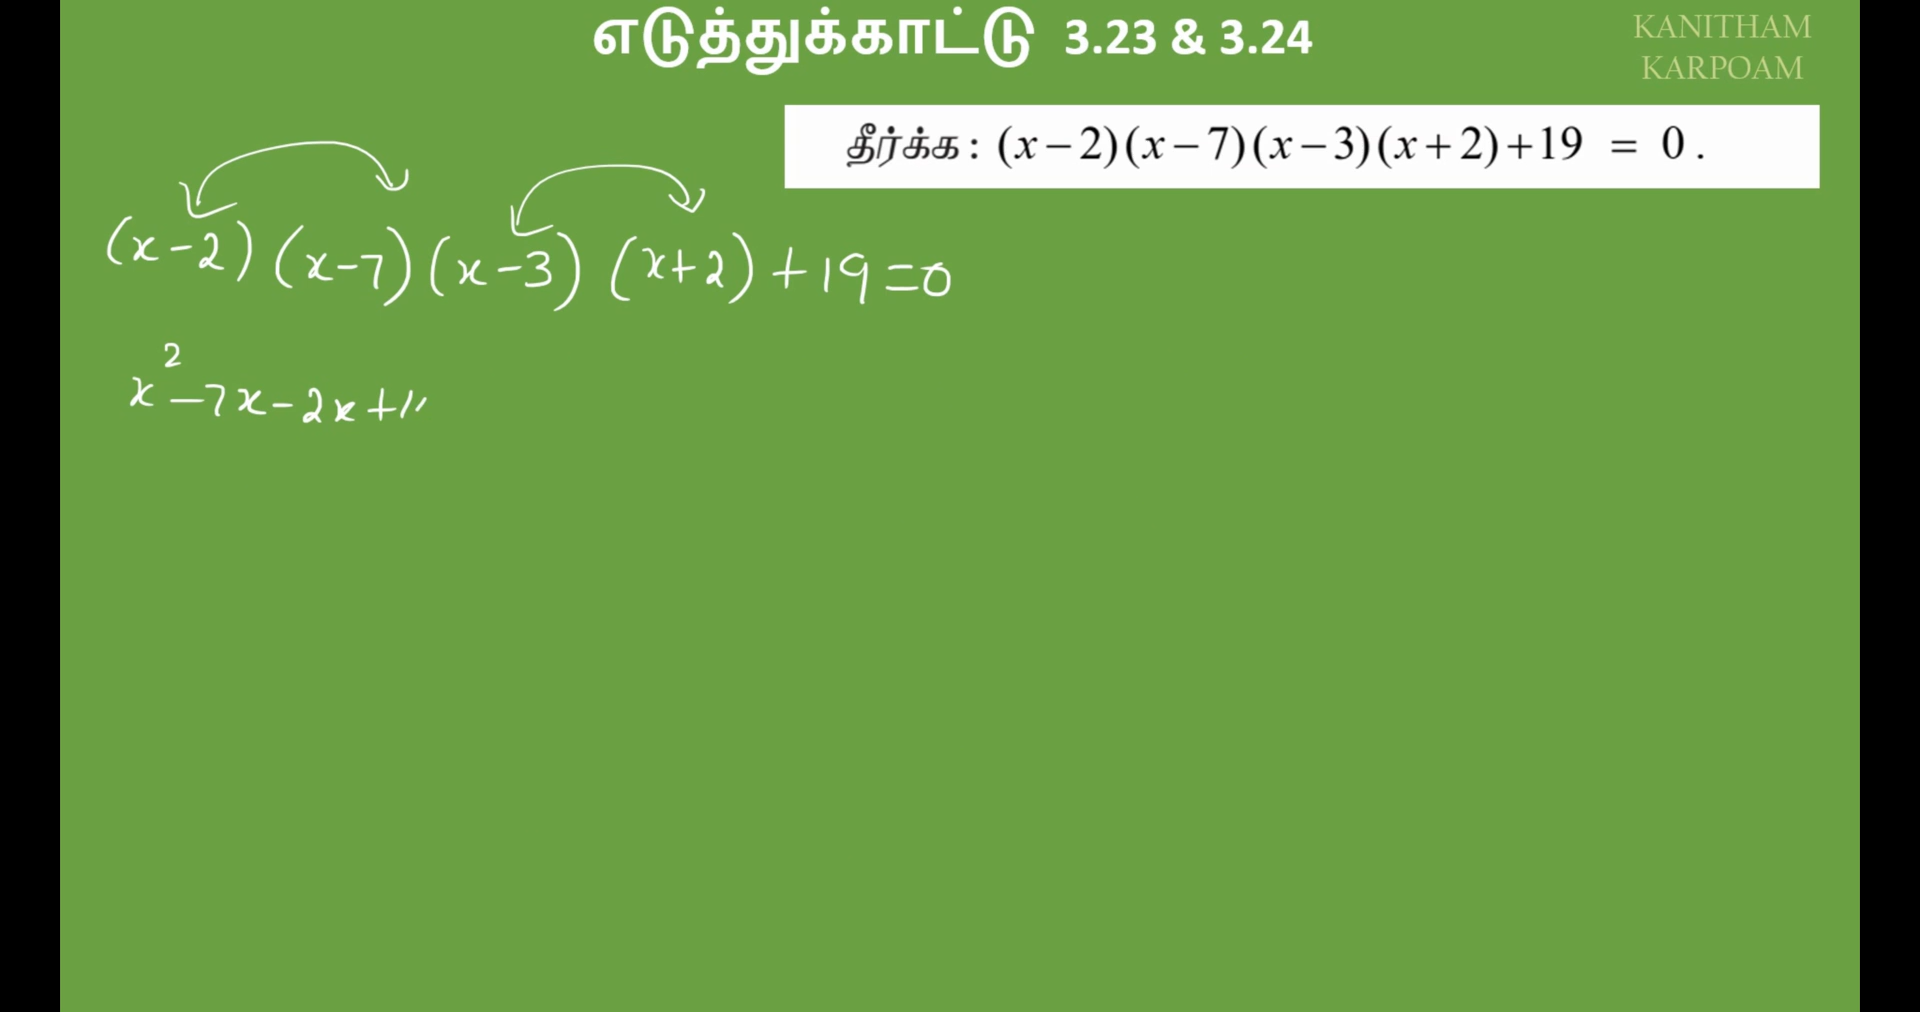 எடுத்துக்காட்டு 3.23 & 3.24
KANITHAM
KARPOAM
தீர்க்க : (x−2)(x−7)(x−3)(x+2)+19 = 0 .
(x-2) (x-7) (x-3) (x+2) +19=0
x²-7x-2x+